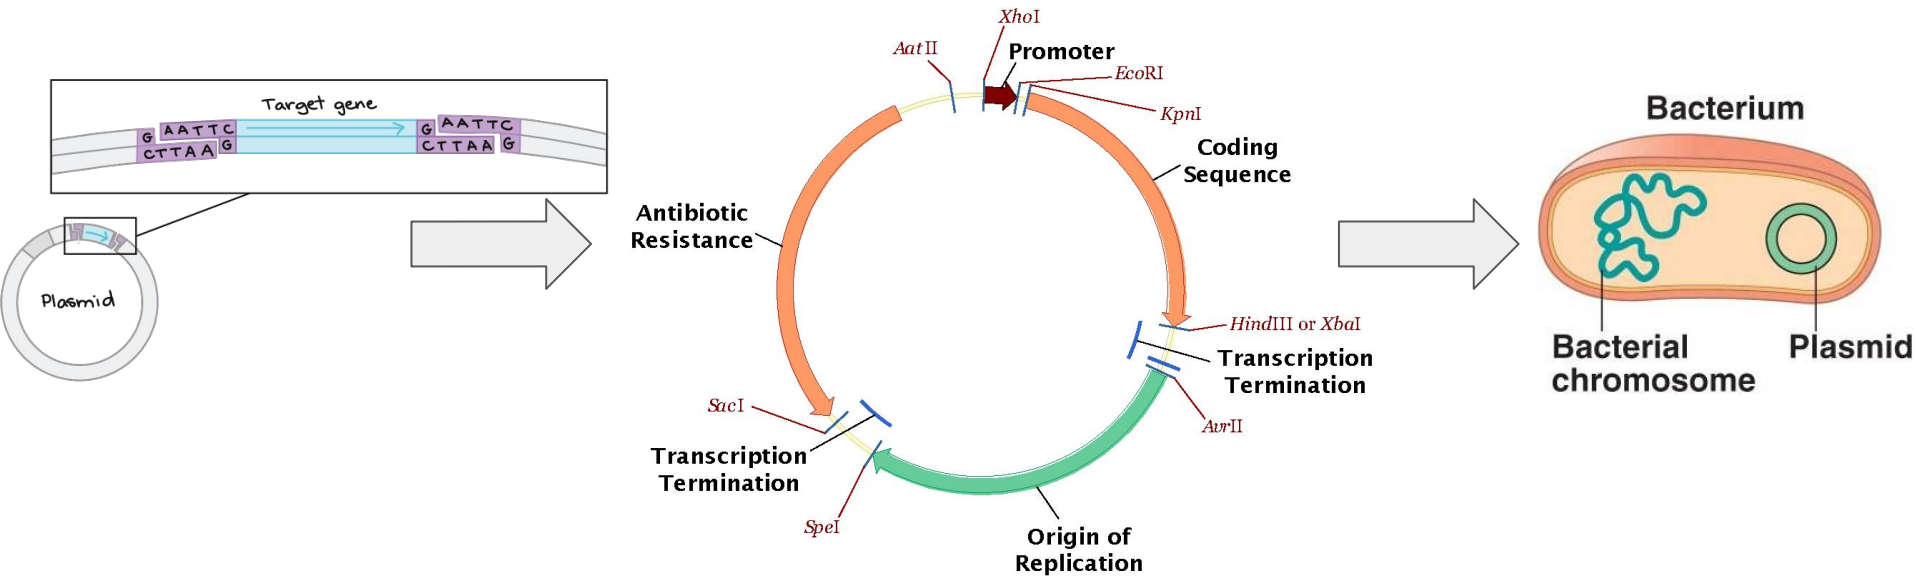 Target gene
G AATTC
CTTAA G
G AATTC
CTTAA G
Plasmid
XhoI
AatII
Promoter
EcoRI
KpnI
Coding
Sequence
Antibiotic
Resistance
HindIII or XbaI
Transcription
Termination
SacI
AvrII
Transcription
Termination
SpeI
Origin of
Replication
Bacterium
Bacterial
chromosome
Plasmid